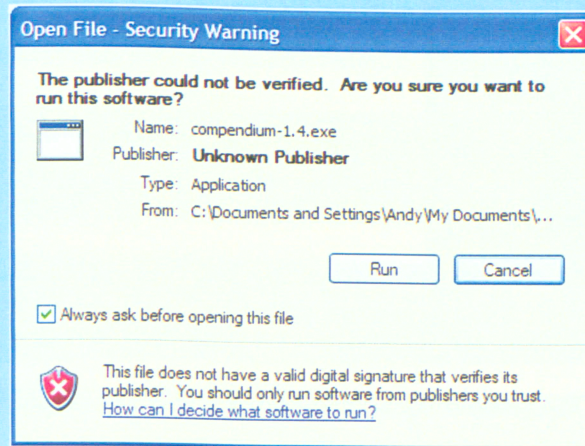 Open File - Security Warning
The publisher could not be verified. Are you sure you want to
run this software?
Name: compendium-1.4.exe
Publisher: Unknown Publisher
Type: Application
From: C:\Documents and Settings\Andy\My Documents\...
Run Cancel
Always ask before opening this file
This file does not have a valid digital signature that verifies its
publisher. You should only run software from publishers you trust.
How can I decide what software to run?